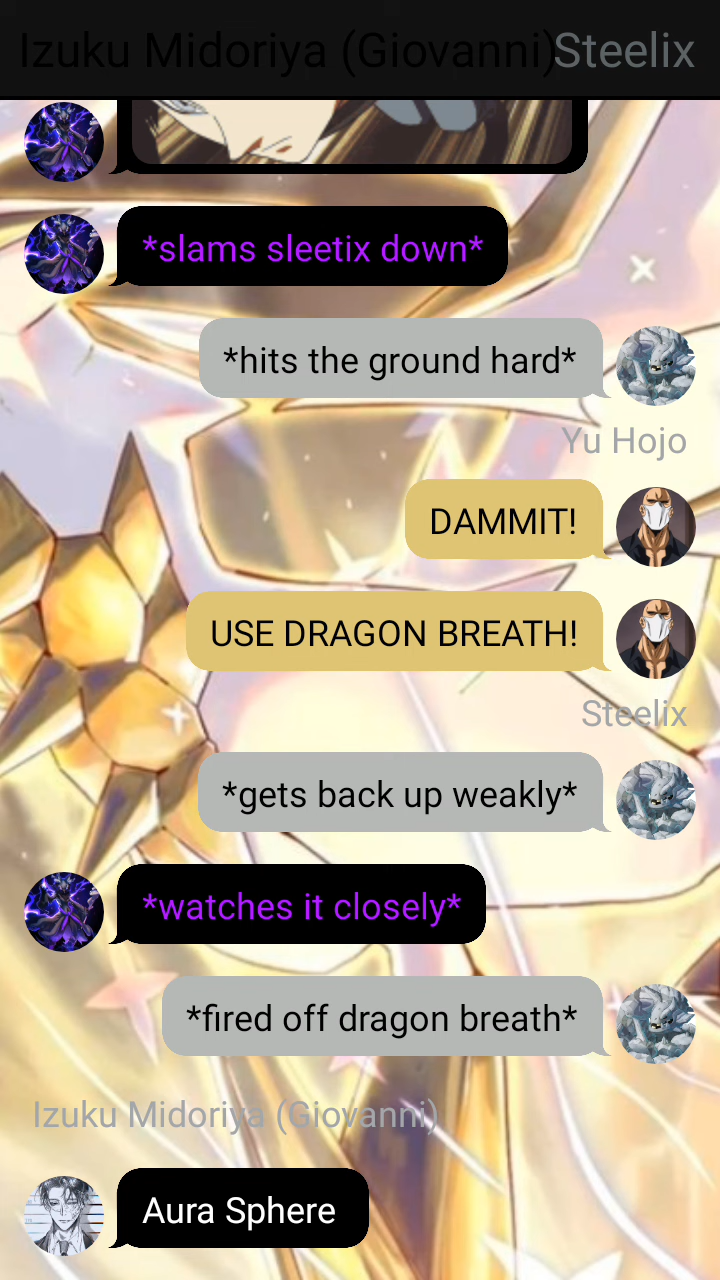 Izuku Midoriya (Giovanni) Steelix
*slams sleetix down*
*hits the ground hard*
Yu Hojo
DAMMIT!
USE DRAGON BREATH!
Steelix
*gets back up weakly*
*watches it closely*
*fired off dragon breath*
Izuku Midoriya (Giovanni)
Aura Sphere